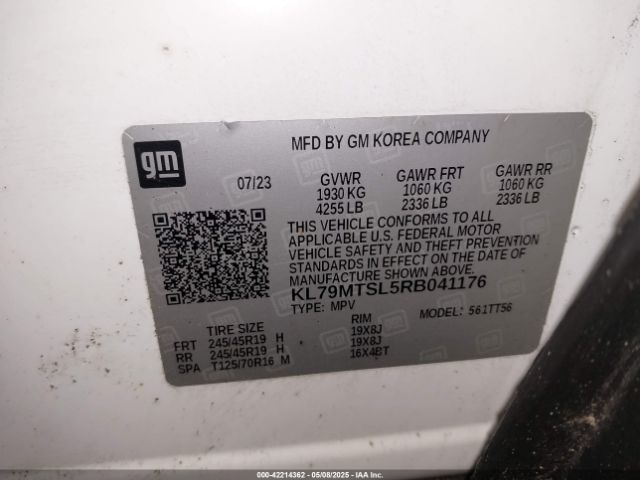 gm
MFD BY GM KOREA COMPANY
07/23
GVWR
1930 KG
4255 LB
GAWR FRT
1060 KG
2336 LB
GAWR RR
1060 KG
2336 LB
THIS VEHICLE CONFORMS TO ALL
APPLICABLE U.S. FEDERAL MOTOR
VEHICLE SAFETY AND THEFT PREVENTION
STANDARDS IN EFFECT ON THE DATE OF
MANUFACTURE SHOWN ABOVE.
KL79MTSL5RB041176
TYPE: MPV
MODEL: 561TT56
TIRE SIZE RIM
FRT 245/45R19 H 19X8J
RR 245/45R19 H 19X8J
SPA T125/70R16 M 16X4BT
000-42214362 - 05/08/2025 - IAAI.COM